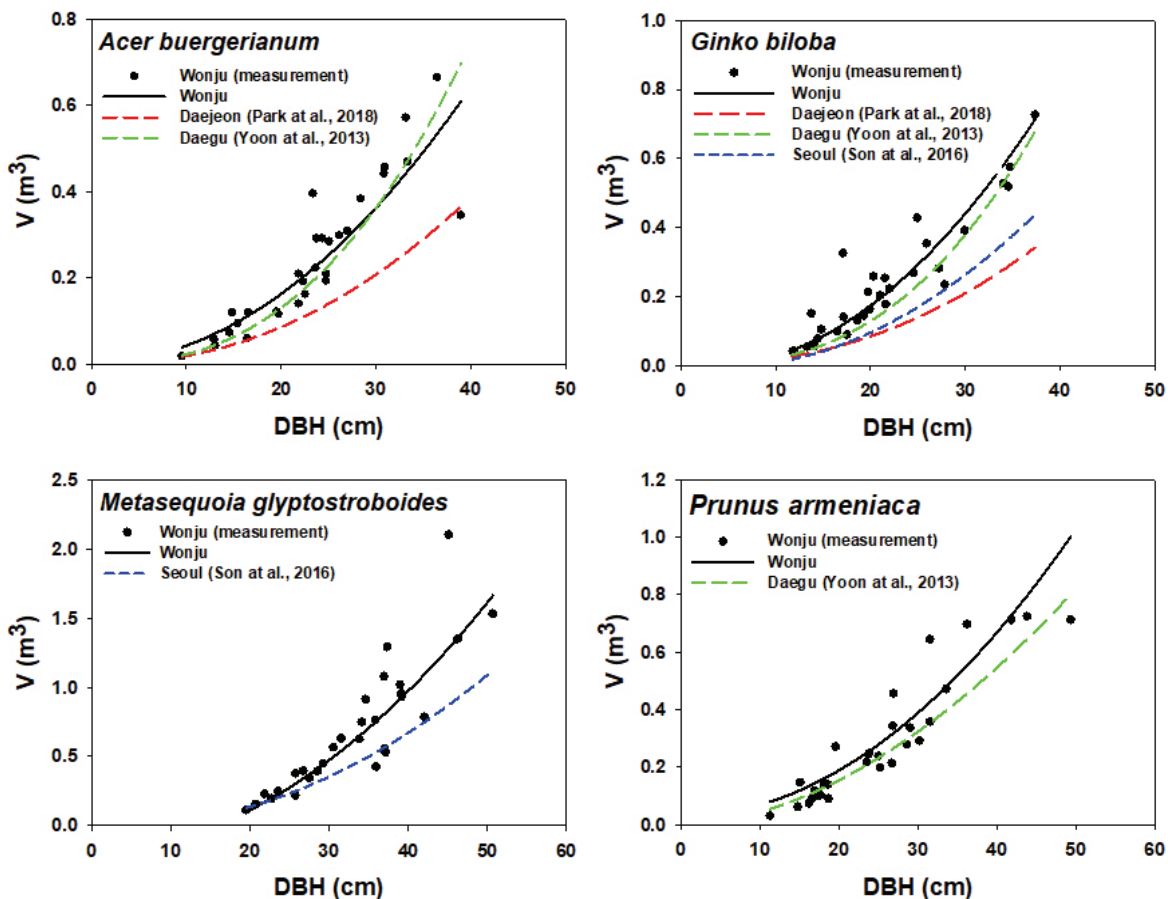 Acer buergerianum
Wonju (measurement)
Wonju
Daejeon (Park at al., 2018)
Daegu (Yoon at al., 2013)
V (m3)
0.8
0.6
0.4
0.2
0.0
0 10 20 30 40 50
DBH (cm)
Ginko biloba
Wonju (measurement)
Wonju
Daejeon (Park at al., 2018)
Daegu (Yoon at al., 2013)
Seoul (Son at al., 2016)
V (m3)
1.0
0.8
0.6
0.4
0.2
0.0
0 10 20 30 40 50
DBH (cm)
Metasequoia glyptostroboides
Wonju (measurement)
Wonju
Seoul (Son at al., 2016)
V (m3)
2.5
2.0
1.5
1.0
0.5
0.0
0 10 20 30 40 50 60
DBH (cm)
Prunus armeniaca
Wonju (measurement)
Wonju
Daegu (Yoon at al., 2013)
V (m3)
1.2
1.0
0.8
0.6
0.4
0.2
0.0
0 10 20 30 40 50 60
DBH (cm)